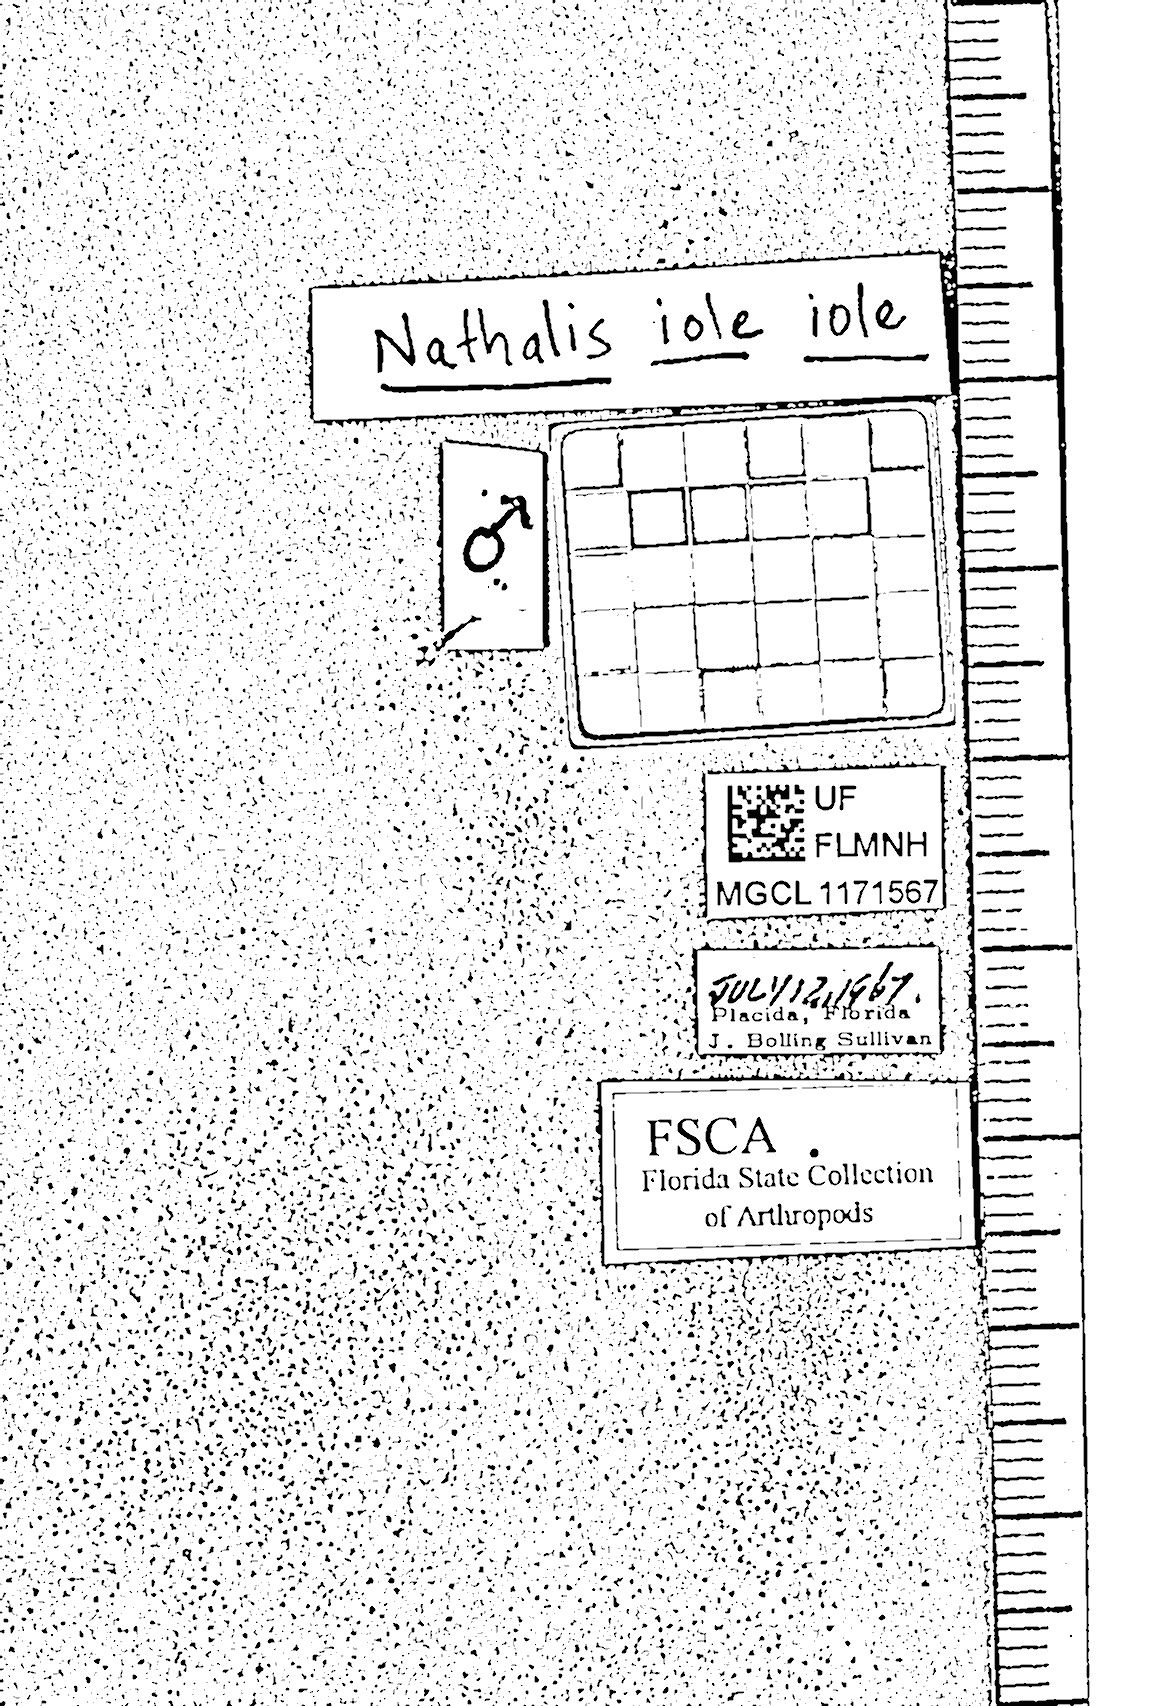 Nathalis iole iole
♂
UF
FLMNH
MGCL 1171567
JULY 12, 1967.
Placida, Florida
J. Bolling Sullivan
FSCA
Florida State Collection
of Arthropods